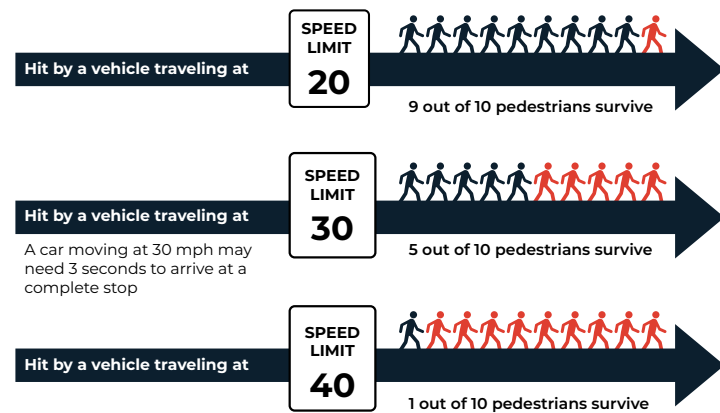 SPEED
LIMIT
20
Hit by a vehicle traveling at
9 out of 10 pedestrians survive
SPEED
LIMIT
30
Hit by a vehicle traveling at
5 out of 10 pedestrians survive
A car moving at 30 mph may
need 3 seconds to arrive at a
complete stop
SPEED
LIMIT
40
Hit by a vehicle traveling at
1 out of 10 pedestrians survive